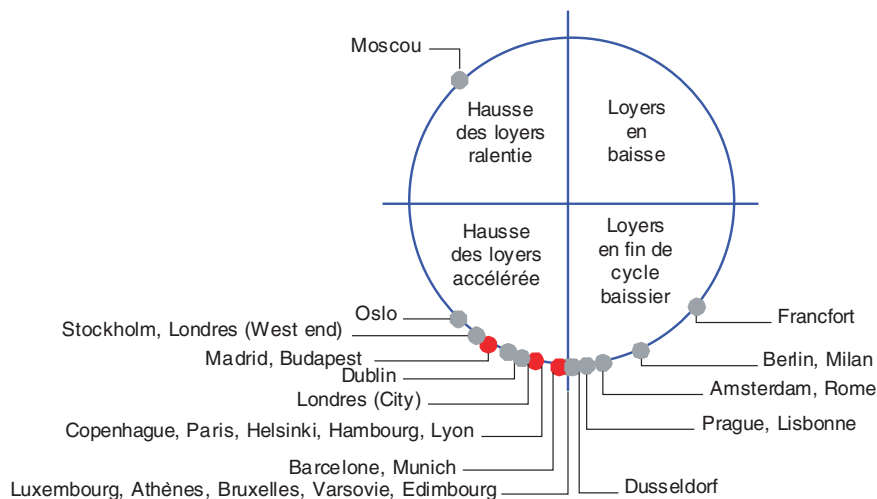 Moscou
Hausse
des loyers
ralentie
Loyers
en
baisse
Hausse
des loyers
accélérée
Loyers
en fin de
cycle
baissier
Oslo
Stockholm, Londres (West end)
Madrid, Budapest
Dublin
Londres (City)
Copenhague, Paris, Helsinki, Hambourg, Lyon
Barcelone, Munich
Luxembourg, Athènes, Bruxelles, Varsovie, Edimbourg
Francfort
Berlin, Milan
Amsterdam, Rome
Prague, Lisbonne
Dusseldorf